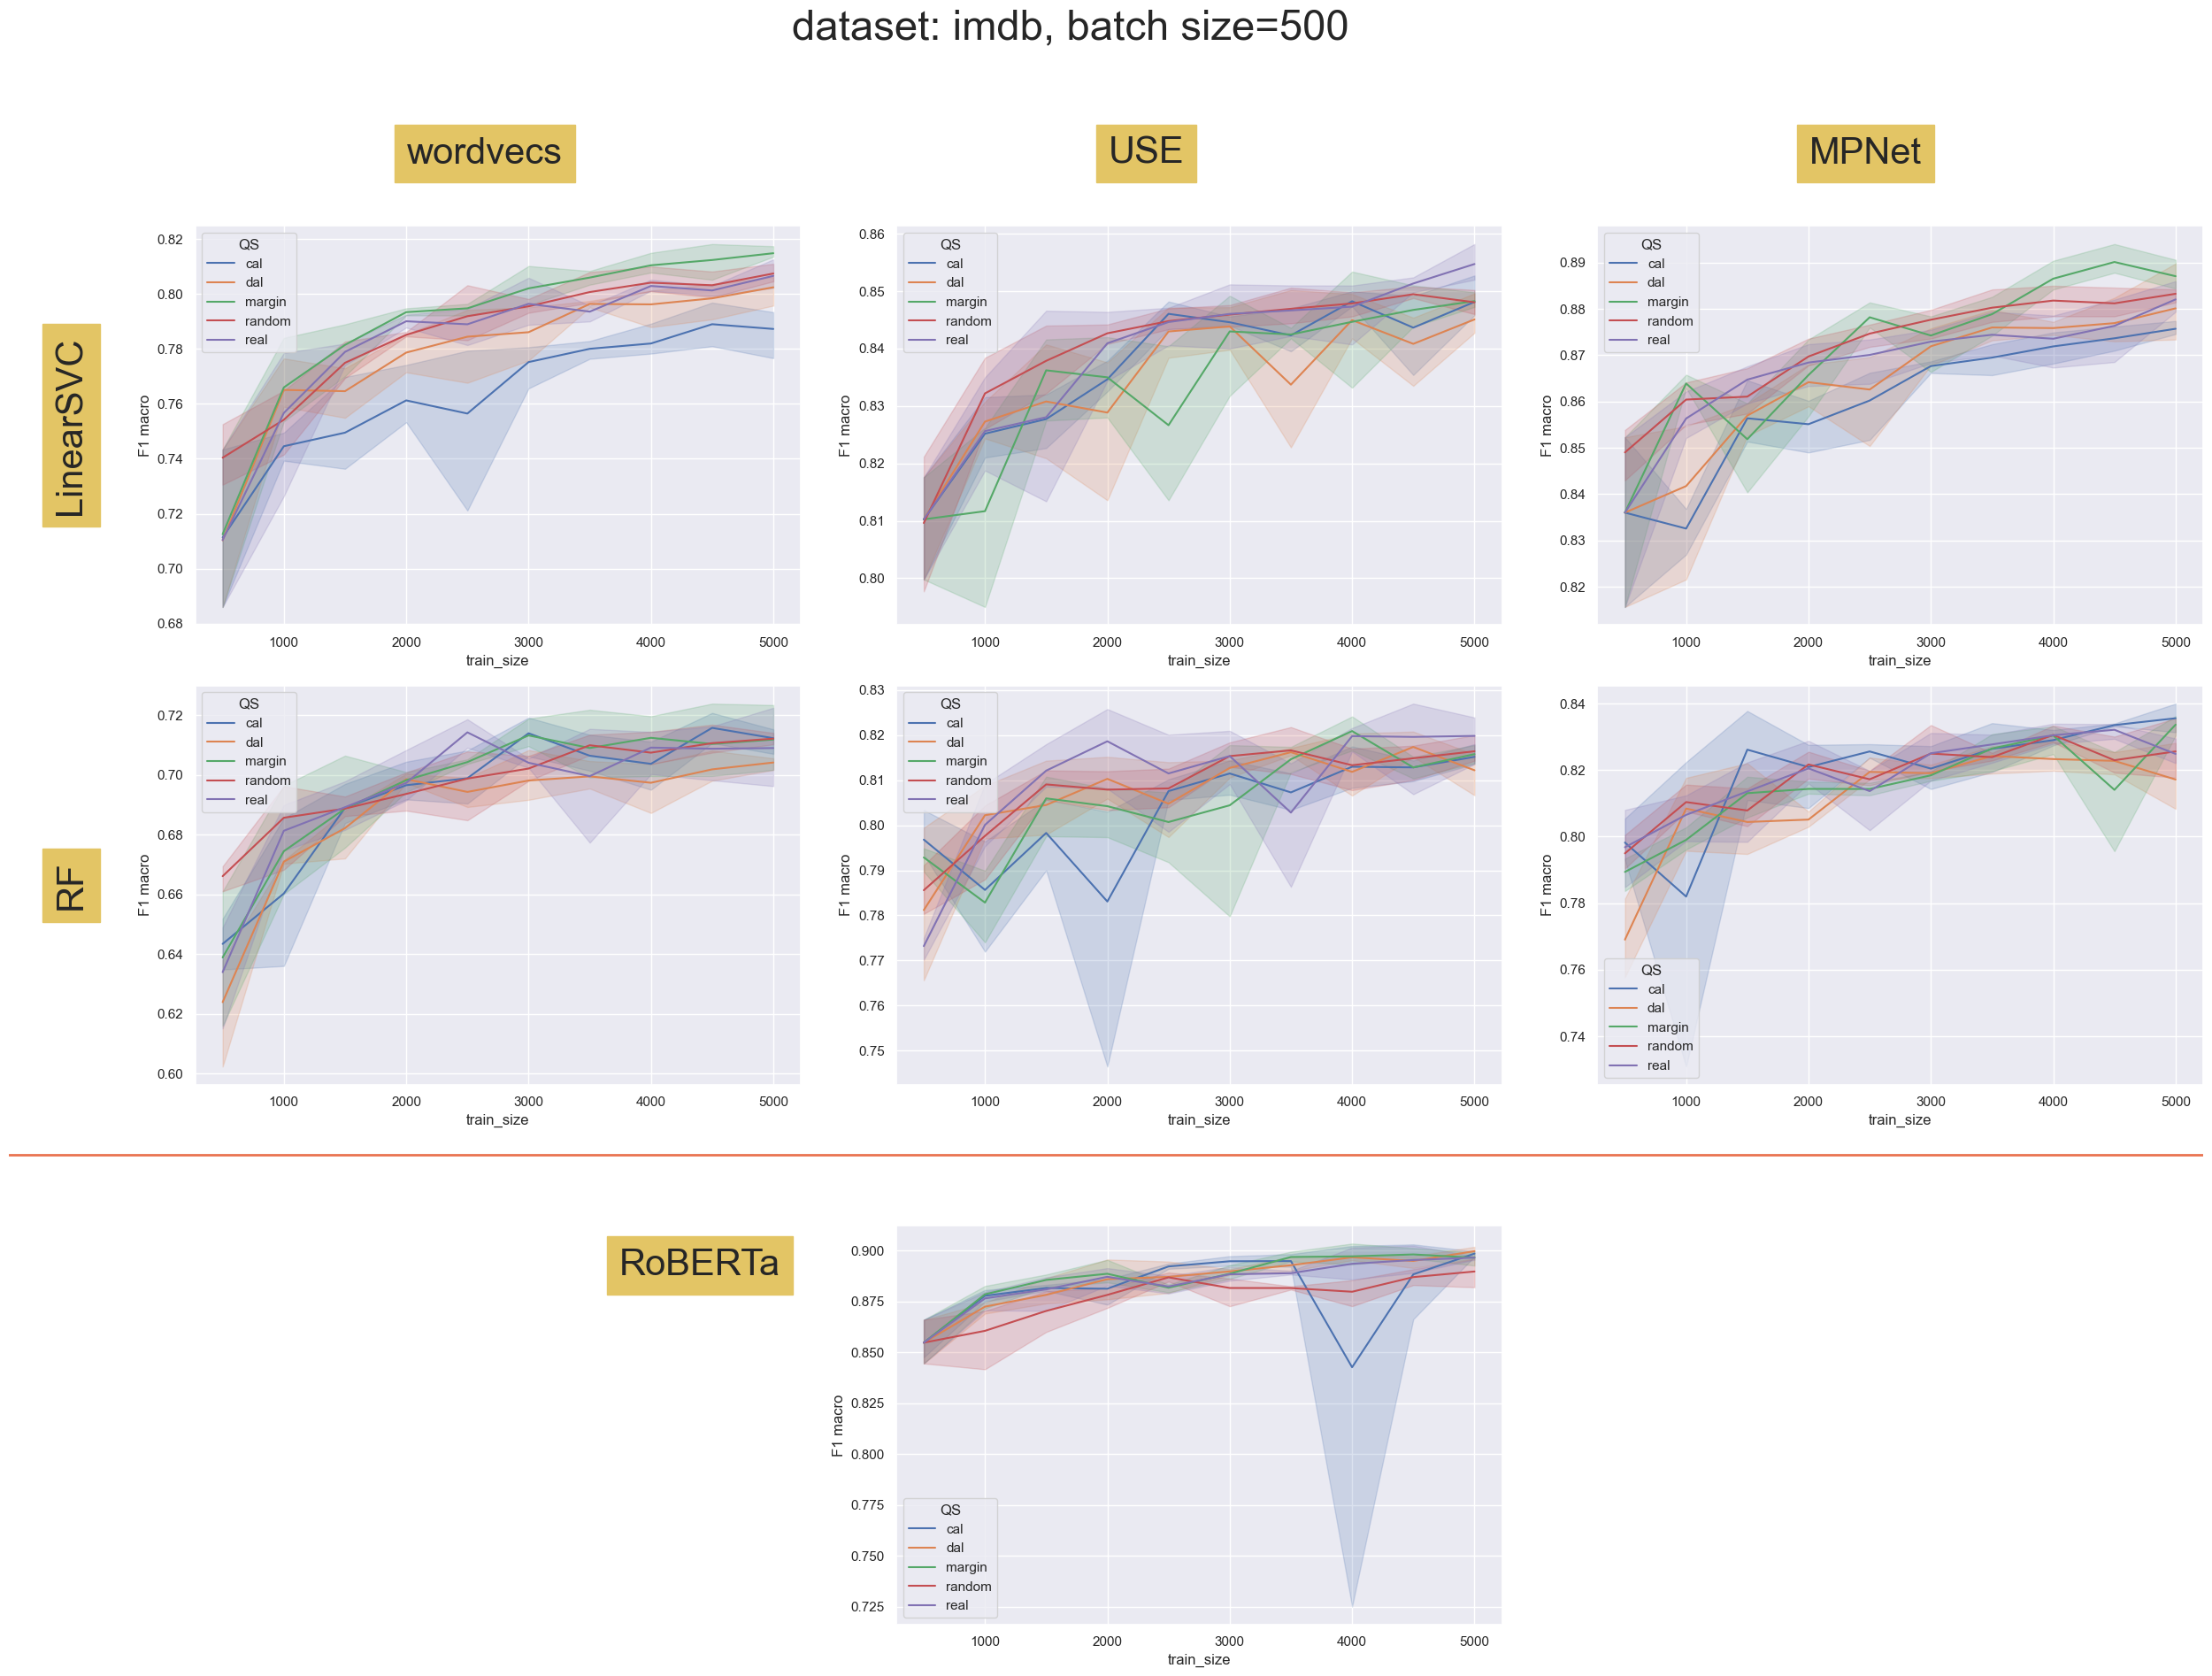 dataset: imdb, batch size=500
wordvecs
USE
MPNet
LinearSVC
F1 macro
0.82
0.80
0.78
0.76
0.74
0.72
0.70
0.68
QS
cal
dal
margin
random
real
1000 2000 3000 4000 5000
train_size
F1 macro
0.86
0.85
0.84
0.83
0.82
0.81
0.80
QS
cal
dal
margin
random
real
1000 2000 3000 4000 5000
train_size
F1 macro
0.89
0.88
0.87
0.86
0.85
0.84
0.83
0.82
QS
cal
dal
margin
random
real
1000 2000 3000 4000 5000
train_size
RF
F1 macro
0.72
0.70
0.68
0.66
0.64
0.62
0.60
QS
cal
dal
margin
random
real
1000 2000 3000 4000 5000
train_size
F1 macro
0.83
0.82
0.81
0.80
0.79
0.78
0.77
0.76
0.75
QS
cal
dal
margin
random
real
1000 2000 3000 4000 5000
train_size
F1 macro
0.84
0.82
0.80
0.78
0.76
0.74
QS
cal
dal
margin
random
real
1000 2000 3000 4000 5000
train_size
RoBERTa
F1 macro
0.900
0.875
0.850
0.825
0.800
0.775
0.750
0.725
QS
cal
dal
margin
random
real
1000 2000 3000 4000 5000
train_size